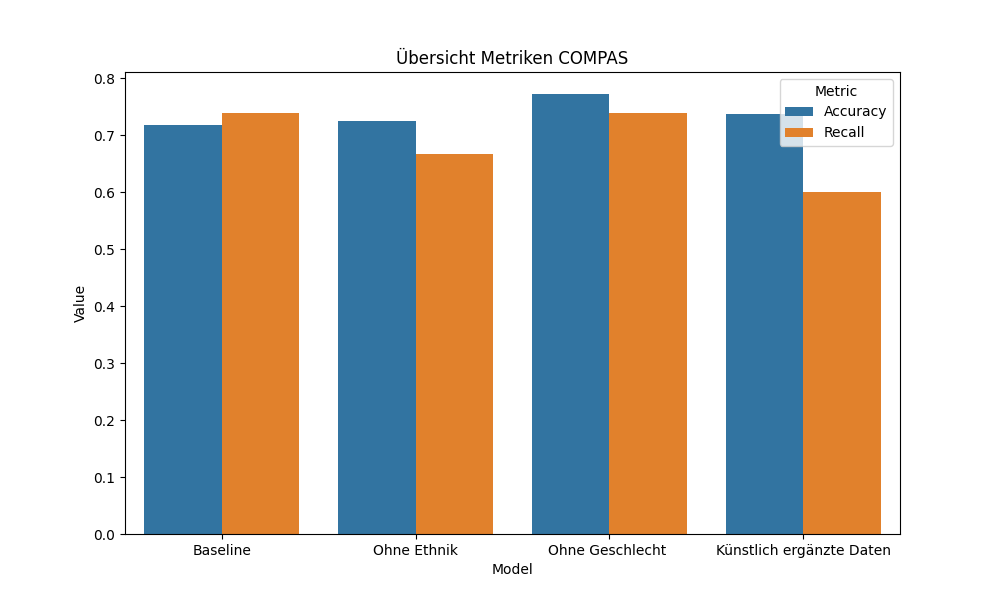 Übersicht Metriken COMPAS
Metric
Accuracy
Recall
Value
0.8
0.7
0.6
0.5
0.4
0.3
0.2
0.1
0.0
Baseline
Ohne Ethnik
Ohne Geschlecht
Künstlich ergänzte Daten
Model